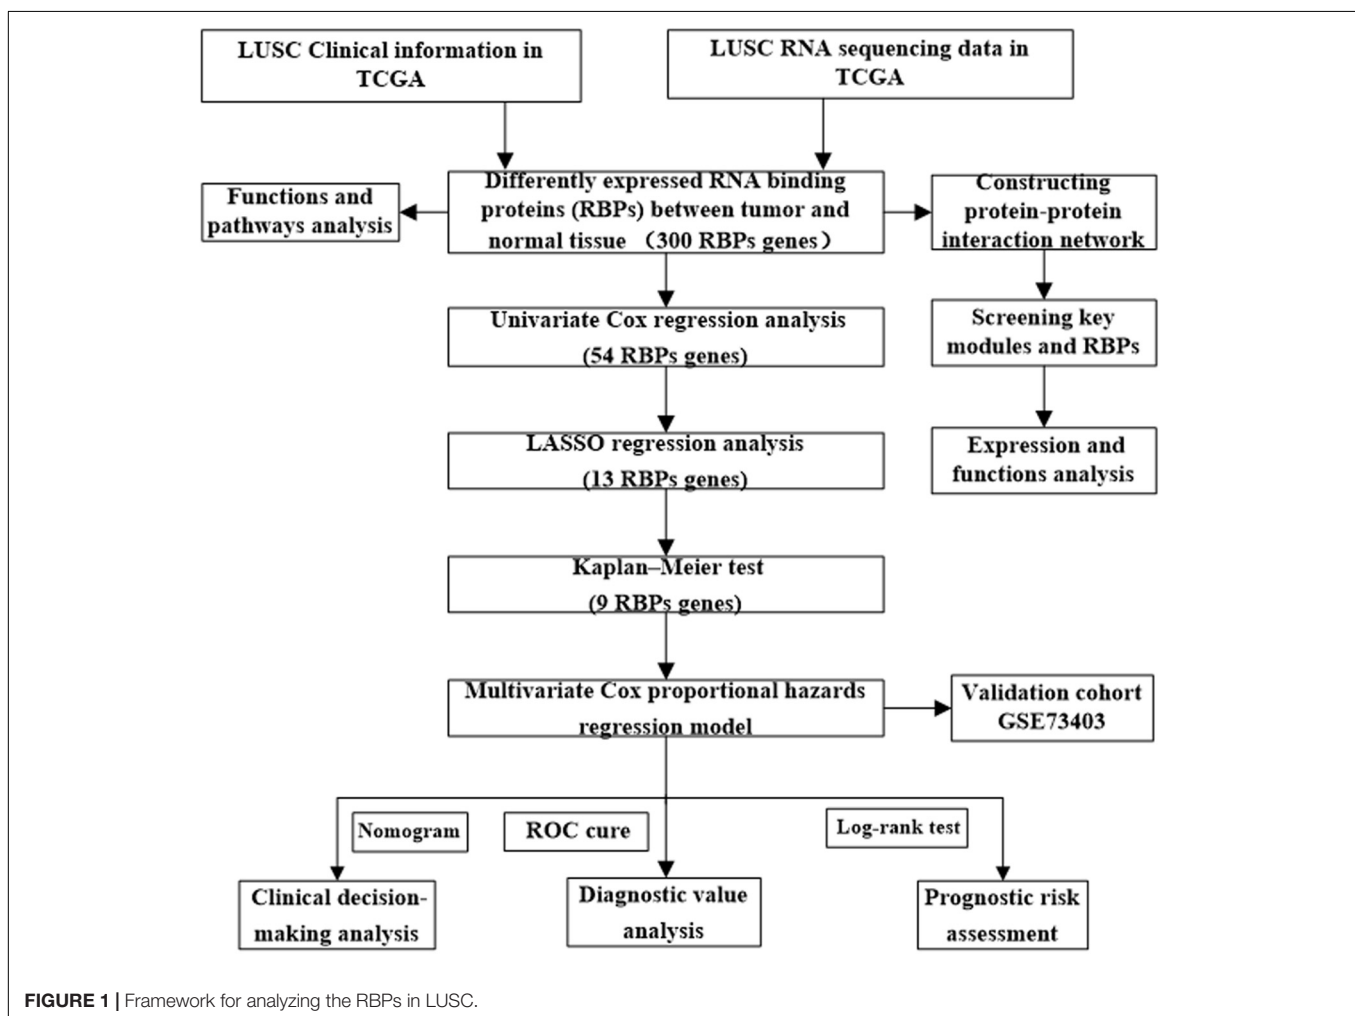 LUSC Clinical information in
TCGA
LUSC RNA sequencing data in
TCGA
Functions and
pathways analysis
Differently expressed RNA binding
proteins (RBPs) between tumor and
normal tissue （300 RBPs genes）
Constructing
protein-protein
interaction network
Univariate Cox regression analysis
(54 RBPs genes)
Screening key
modules and RBPs
LASSO regression analysis
(13 RBPs genes)
Expression and
functions analysis
Kaplan–Meier test
(9 RBPs genes)
Multivariate Cox proportional hazards
regression model
Validation cohort
GSE73403
Nomogram
ROC cure
Log-rank test
Clinical decision-
making analysis
Diagnostic value
analysis
Prognostic risk
assessment
FIGURE 1 | Framework for analyzing the RBPs in LUSC.